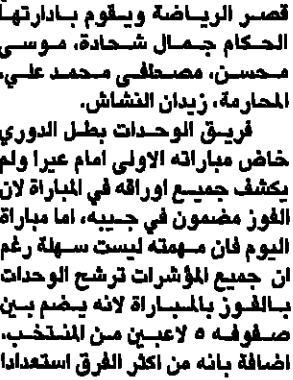 قصر الرياضة ويقوم بادارتها
الحكام جمال شحادة، موسى
محسن، مصطفى محمد علي،
المحارمة، زيدان النشاش.
فريق الوحدات بطل الدوري
خاض مباراته الاولى امام عيرا ولم
يكشف جميع اوراقه في المباراة لان
الفوز مضمون في جيبه، اما مباراة
اليوم فان مهمته ليست سهلة رغم
ان جميع المؤشرات ترشح الوحدات
بالفوز بالمباراة لانه يضم بين
صفوفه ٥ لاعبين من المنتخب،
اضافة بانه من اكثر الفرق استعدادا